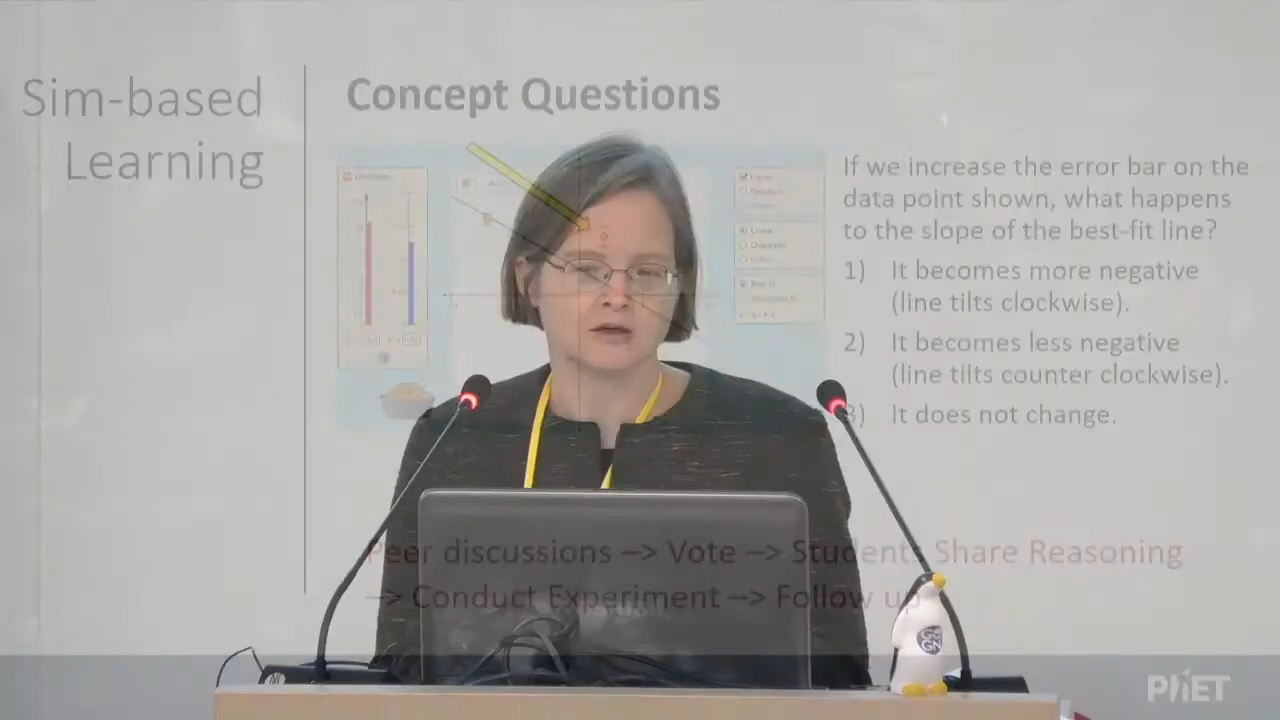 Sim-based
Learning
Concept Questions
If we increase the error bar on the
data point shown, what happens
to the slope of the best-fit line?
1) It becomes more negative
(line tilts clockwise).
2) It becomes less negative
(line tilts counter clockwise).
3) It does not change.
Peer discussions –> Vote –> Students Share Reasoning
–> Conduct Experiment –> Follow up
GO
GN
PhET